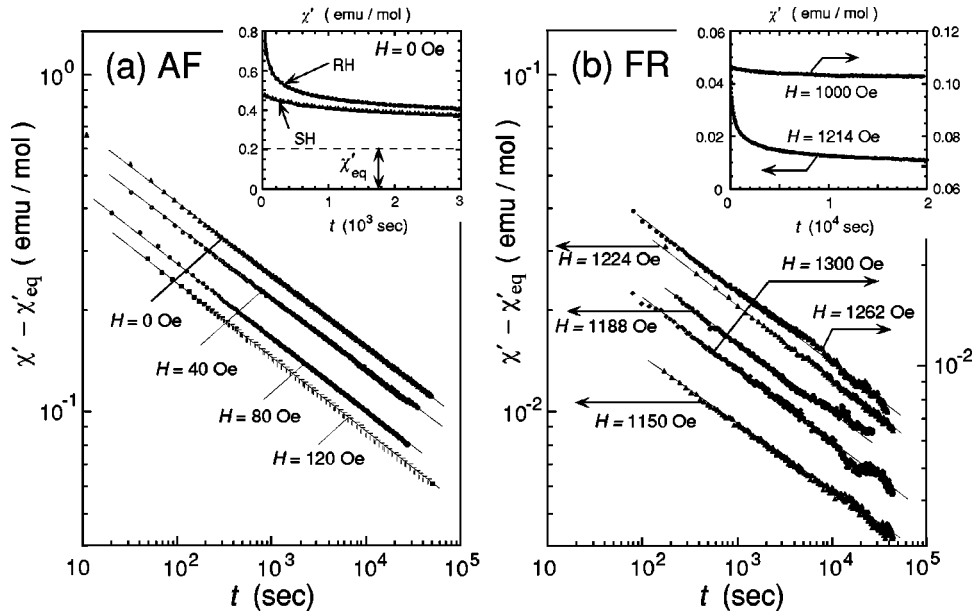 (a) AF
χ′ ( emu / mol )
H = 0 Oe
RH
SH
χ′eq
0.8
0.6
0.4
0.2
0
0 1 2 3
t (10³ sec)
χ′ − χ′eq ( emu / mol )
10⁰
10⁻¹
H = 0 Oe
H = 40 Oe
H = 80 Oe
H = 120 Oe
10 10² 10³ 10⁴ 10⁵
t (sec)
(b) FR
χ′ ( emu / mol )
0.06
0.04
0.02
0
0.12
0.10
0.08
0.06
H = 1000 Oe
H = 1214 Oe
0 1 2
t (10⁴ sec)
χ′ − χ′eq ( emu / mol )
10⁻¹
10⁻²
10⁻²
H = 1224 Oe
H = 1300 Oe
H = 1262 Oe
H = 1188 Oe
H = 1150 Oe
10 10² 10³ 10⁴ 10⁵
t (sec)